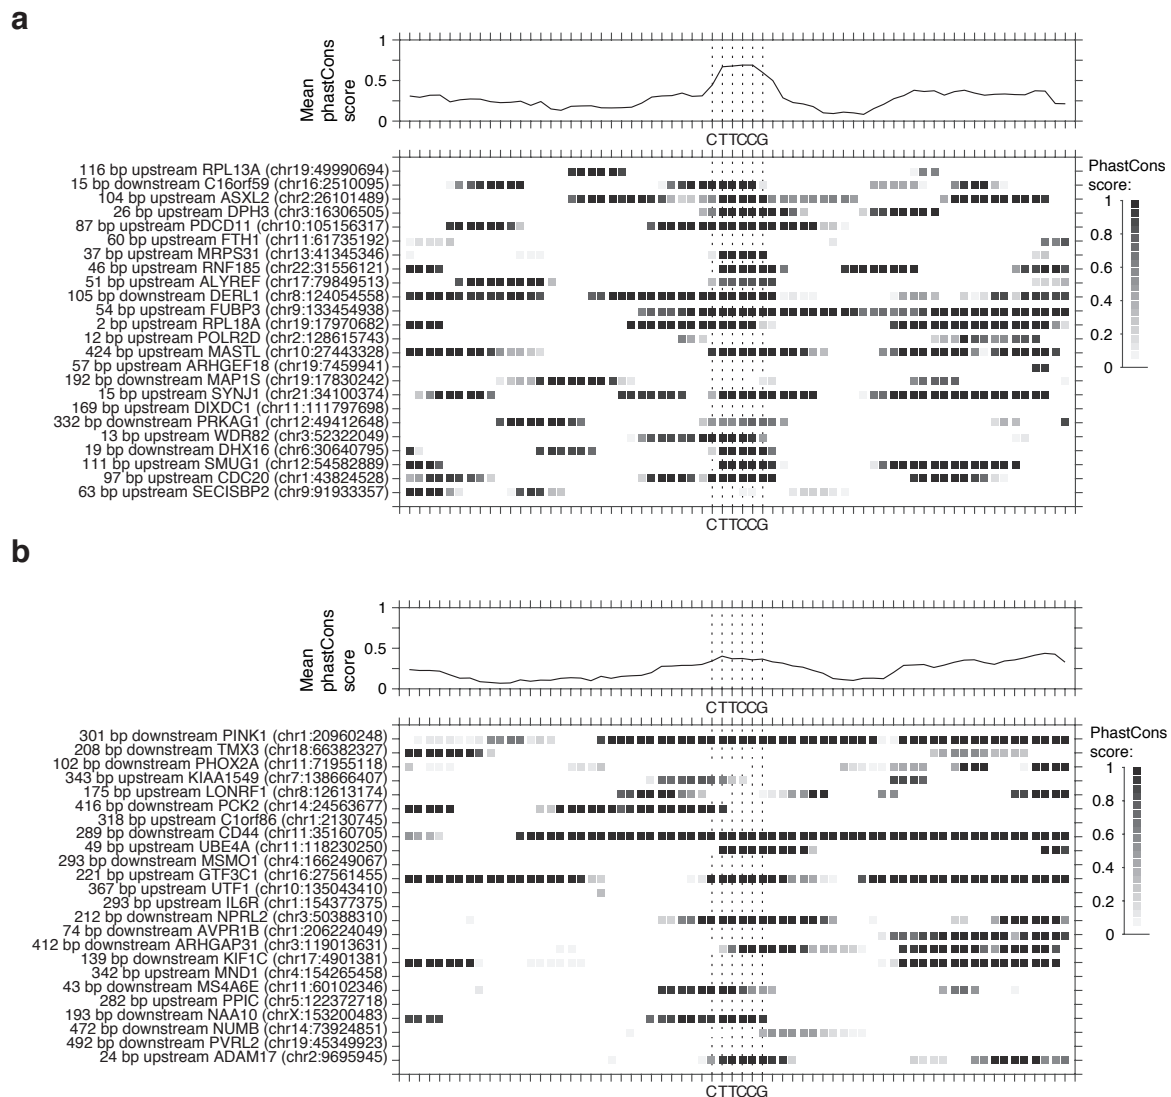 a
Mean
phastCons
score
1
0.5
0
CTTCCG
116 bp upstream RPL13A (chr19:49990694)
15 bp downstream C16orf59 (chr16:2510095)
104 bp upstream ASXL2 (chr2:26101489)
26 bp upstream DPH3 (chr3:16306505)
87 bp upstream PDCD11 (chr10:105156317)
60 bp upstream FTH1 (chr11:61735192)
37 bp upstream MRPS31 (chr13:41345346)
46 bp upstream RNF185 (chr22:31556121)
51 bp upstream ALYREF (chr17:79849513)
105 bp downstream DERL1 (chr8:124054558)
54 bp upstream FUBP3 (chr9:133454938)
2 bp upstream RPL18A (chr19:17970682)
12 bp upstream POLR2D (chr2:128615743)
424 bp upstream MASTL (chr10:27443328)
57 bp upstream ARHGEF18 (chr19:7459941)
192 bp downstream MAP1S (chr19:17830242)
15 bp upstream SYNJ1 (chr21:34100374)
169 bp upstream DIXDC1 (chr11:111797698)
332 bp downstream PRKAG1 (chr12:49412648)
13 bp upstream WDR82 (chr3:52322049)
19 bp downstream DHX16 (chr6:30640795)
111 bp upstream SMUG1 (chr12:54582889)
97 bp upstream CDC20 (chr1:43824528)
63 bp upstream SECISBP2 (chr9:91933357)
PhastCons
score:
1
0.8
0.6
0.4
0.2
0
CTTCCG
b
Mean
phastCons
score
1
0.5
0
CTTCCG
301 bp downstream PINK1 (chr1:20960248)
208 bp downstream TMX3 (chr18:66382327)
102 bp downstream PHOX2A (chr11:71955118)
343 bp upstream KIAA1549 (chr7:138666407)
175 bp upstream LONRF1 (chr8:12613174)
416 bp downstream PCK2 (chr14:24563677)
318 bp upstream C1orf86 (chr1:2130745)
289 bp downstream CD44 (chr11:35160705)
49 bp upstream UBE4A (chr11:118230250)
293 bp downstream MSMO1 (chr4:166249067)
221 bp upstream GTF3C1 (chr16:27561455)
367 bp upstream UTF1 (chr10:135043410)
293 bp upstream IL6R (chr1:154377375)
212 bp downstream NPRL2 (chr3:50388310)
74 bp downstream AVPR1B (chr1:206224049)
412 bp downstream ARHGAP31 (chr3:119013631)
139 bp downstream KIF1C (chr17:4901381)
342 bp upstream MND1 (chr4:154265458)
43 bp downstream MS4A6E (chr11:60102346)
282 bp upstream PPIC (chr5:122372718)
193 bp downstream NAA10 (chrX:153200483)
472 bp downstream NUMB (chr14:73924851)
492 bp downstream PVRL2 (chr19:45349923)
24 bp upstream ADAM17 (chr2:9695945)
PhastCons
score:
1
0.8
0.6
0.4
0.2
0
CTTCCG